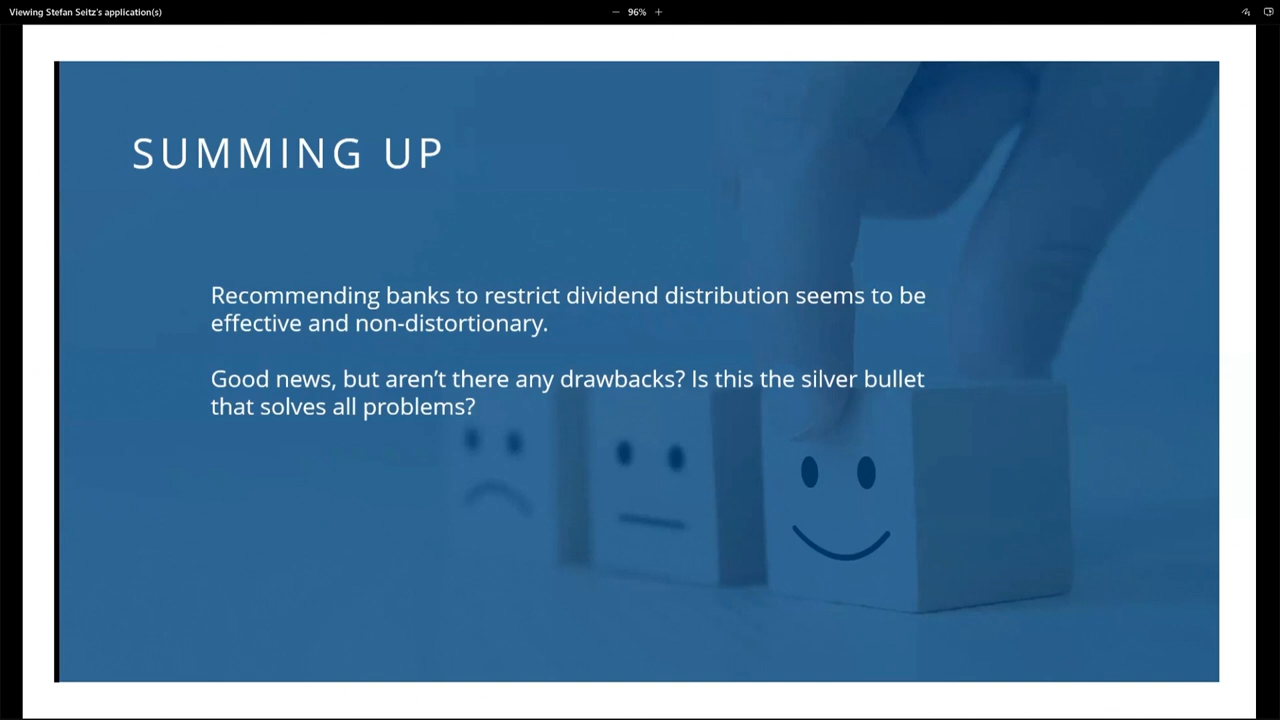 Viewing Stefan Seitz's application(s)
− 96% +
SUMMING UP
Recommending banks to restrict dividend distribution seems to be
effective and non-distortionary.
Good news, but aren’t there any drawbacks? Is this the silver bullet
that solves all problems?